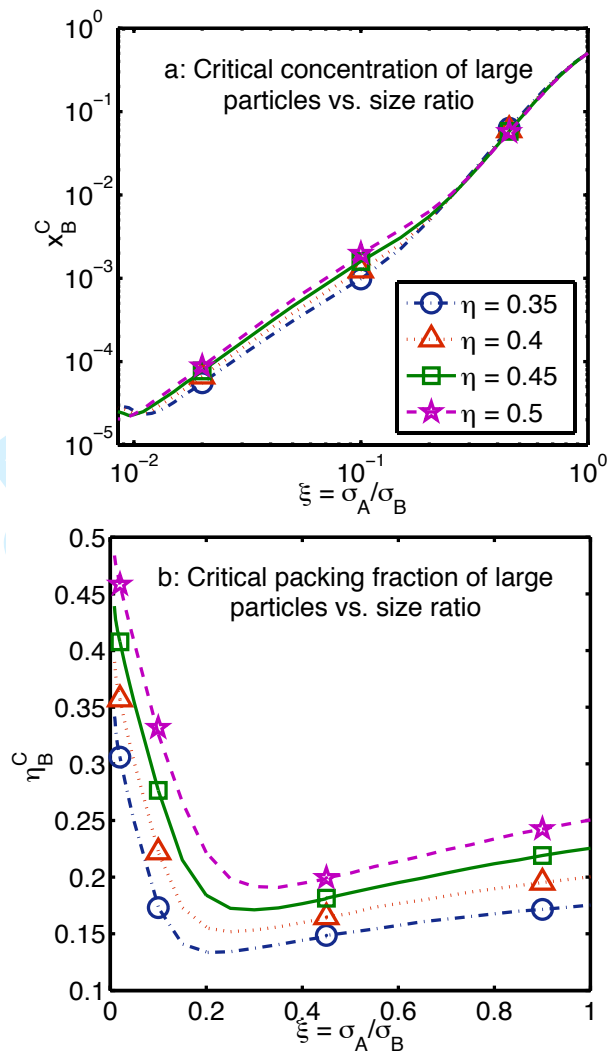 10^0
a: Critical concentration of large
particles vs. size ratio
10^-1
10^-2
x_B^C
10^-3
η = 0.35
η = 0.4
10^-4
η = 0.45
η = 0.5
10^-5
10^-2 10^-1 10^0
ξ = σ_A/σ_B
0.5
b: Critical packing fraction of large
particles vs. size ratio
0.45
0.4
0.35
η_B^C
0.3
0.25
0.2
0.15
0.1
0 0.2 0.4 0.6 0.8 1
ξ = σ_A/σ_B